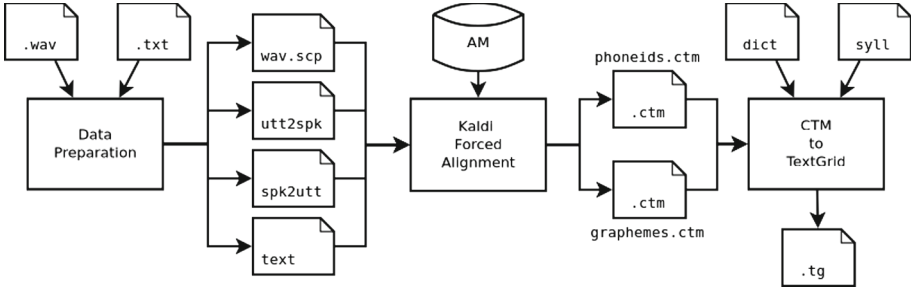 .wav
.txt
Data
Preparation
wav.scp
utt2spk
spk2utt
text
AM
Kaldi
Forced
Alignment
phoneids.ctm
.ctm
.ctm
graphemes.ctm
dict
syll
CTM
to
TextGrid
.tg